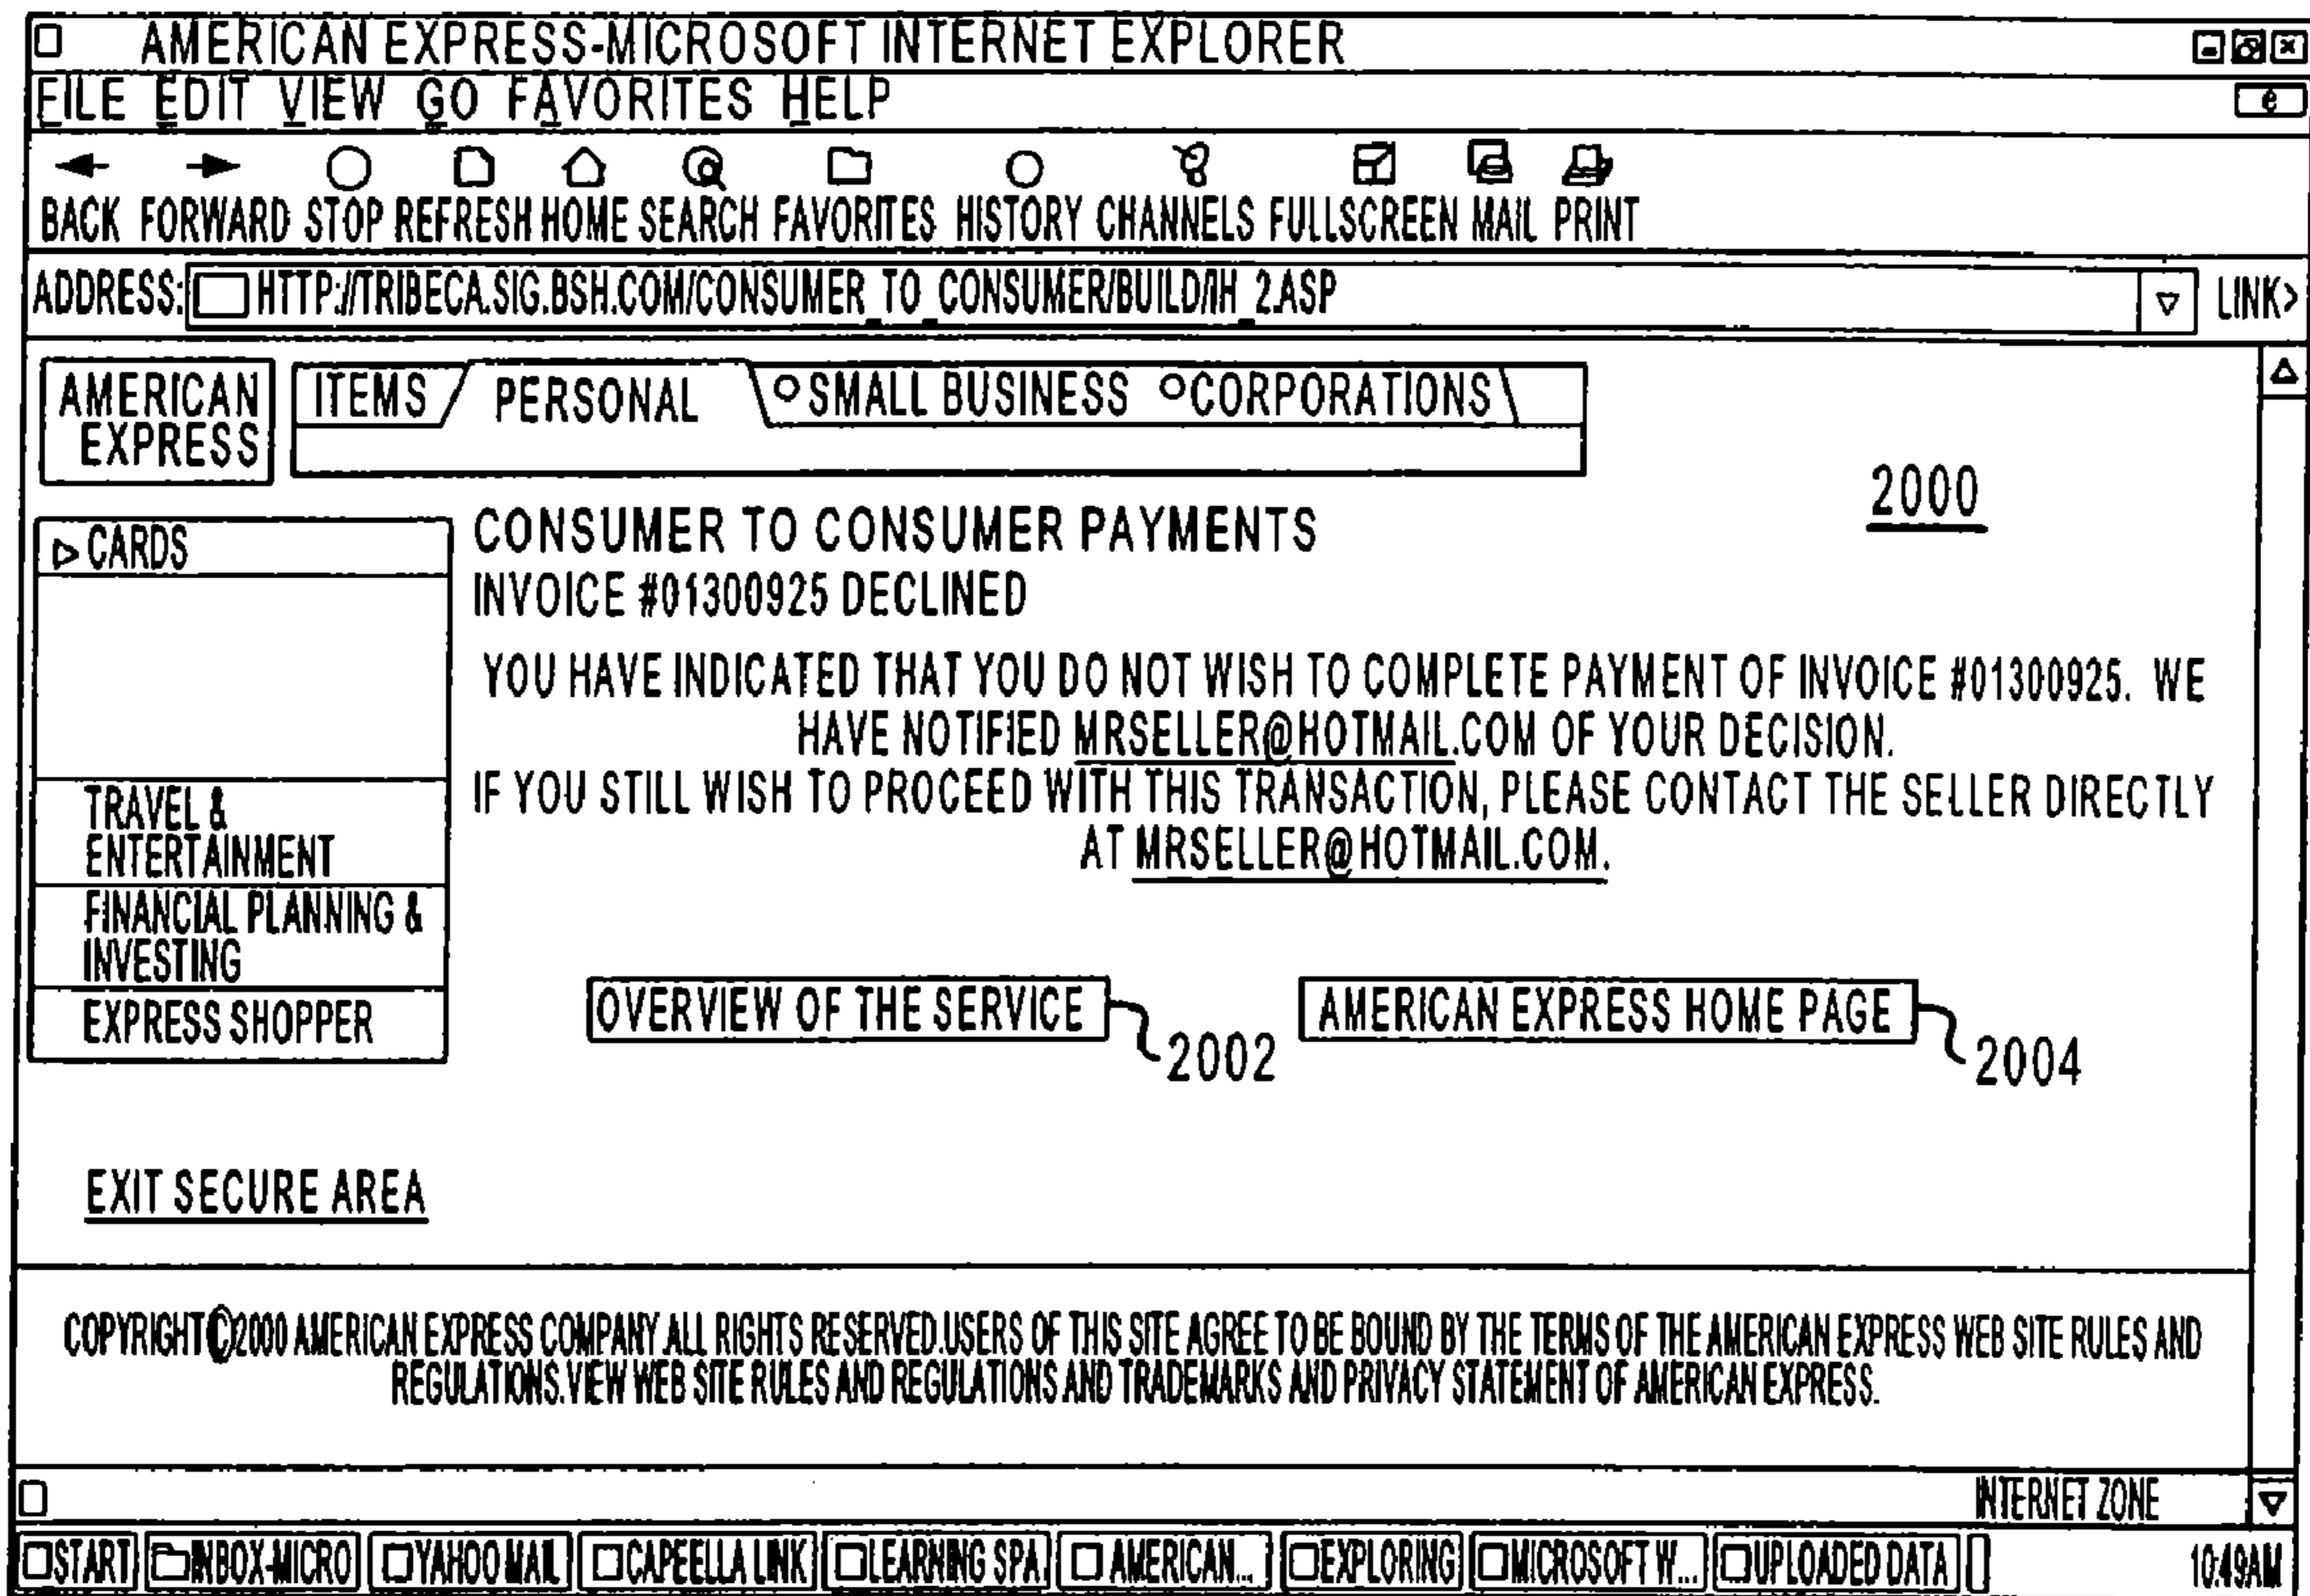 AMERICAN EXPRESS-MICROSOFT INTERNET EXPLORER
FILE EDIT VIEW GO FAVORITES HELP
BACK FORWARD STOP REFRESH HOME SEARCH FAVORITES HISTORY CHANNELS FULLSCREEN MAIL PRINT
ADDRESS: HTTP://TRIBECA.SIG.BSH.COM/CONSUMER_TO_CONSUMER/BUILD/IH_2.ASP LINK>
AMERICAN
EXPRESS
ITEMS PERSONAL SMALL BUSINESS CORPORATIONS
2000
CARDS
TRAVEL &
ENTERTAINMENT
FINANCIAL PLANNING &
INVESTING
EXPRESS SHOPPER
CONSUMER TO CONSUMER PAYMENTS
INVOICE #01300925 DECLINED
YOU HAVE INDICATED THAT YOU DO NOT WISH TO COMPLETE PAYMENT OF INVOICE #01300925. WE
HAVE NOTIFIED MRSELLER@HOTMAIL.COM OF YOUR DECISION.
IF YOU STILL WISH TO PROCEED WITH THIS TRANSACTION, PLEASE CONTACT THE SELLER DIRECTLY
AT MRSELLER@HOTMAIL.COM.
OVERVIEW OF THE SERVICE 2002 AMERICAN EXPRESS HOME PAGE 2004
EXIT SECURE AREA
COPYRIGHT©2000 AMERICAN EXPRESS COMPANY.ALL RIGHTS RESERVED.USERS OF THIS SITE AGREE TO BE BOUND BY THE TERMS OF THE AMERICAN EXPRESS WEB SITE RULES AND
REGULATIONS.VIEW WEB SITE RULES AND REGULATIONS AND TRADEMARKS AND PRIVACY STATEMENT OF AMERICAN EXPRESS.
INTERNET ZONE
START INBOX-MICRO YAHOO MAIL CAPEELLA LINK LEARNING SPA AMERICAN... EXPLORING MICROSOFT W... UPLOADED DATA 10:49AM